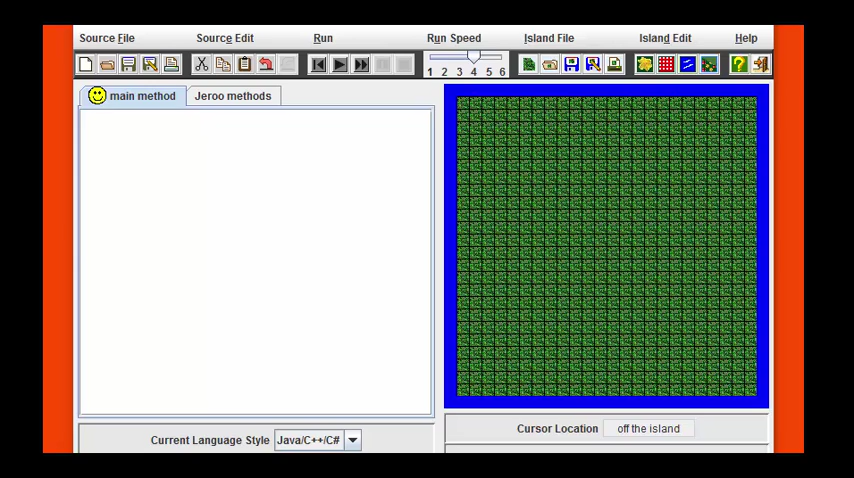 Source File Source Edit Run Run Speed Island File Island Edit Help
1 2 3 4 5 6
main method Jeroo methods
Current Language Style Java/C++/C#
Cursor Location off the island